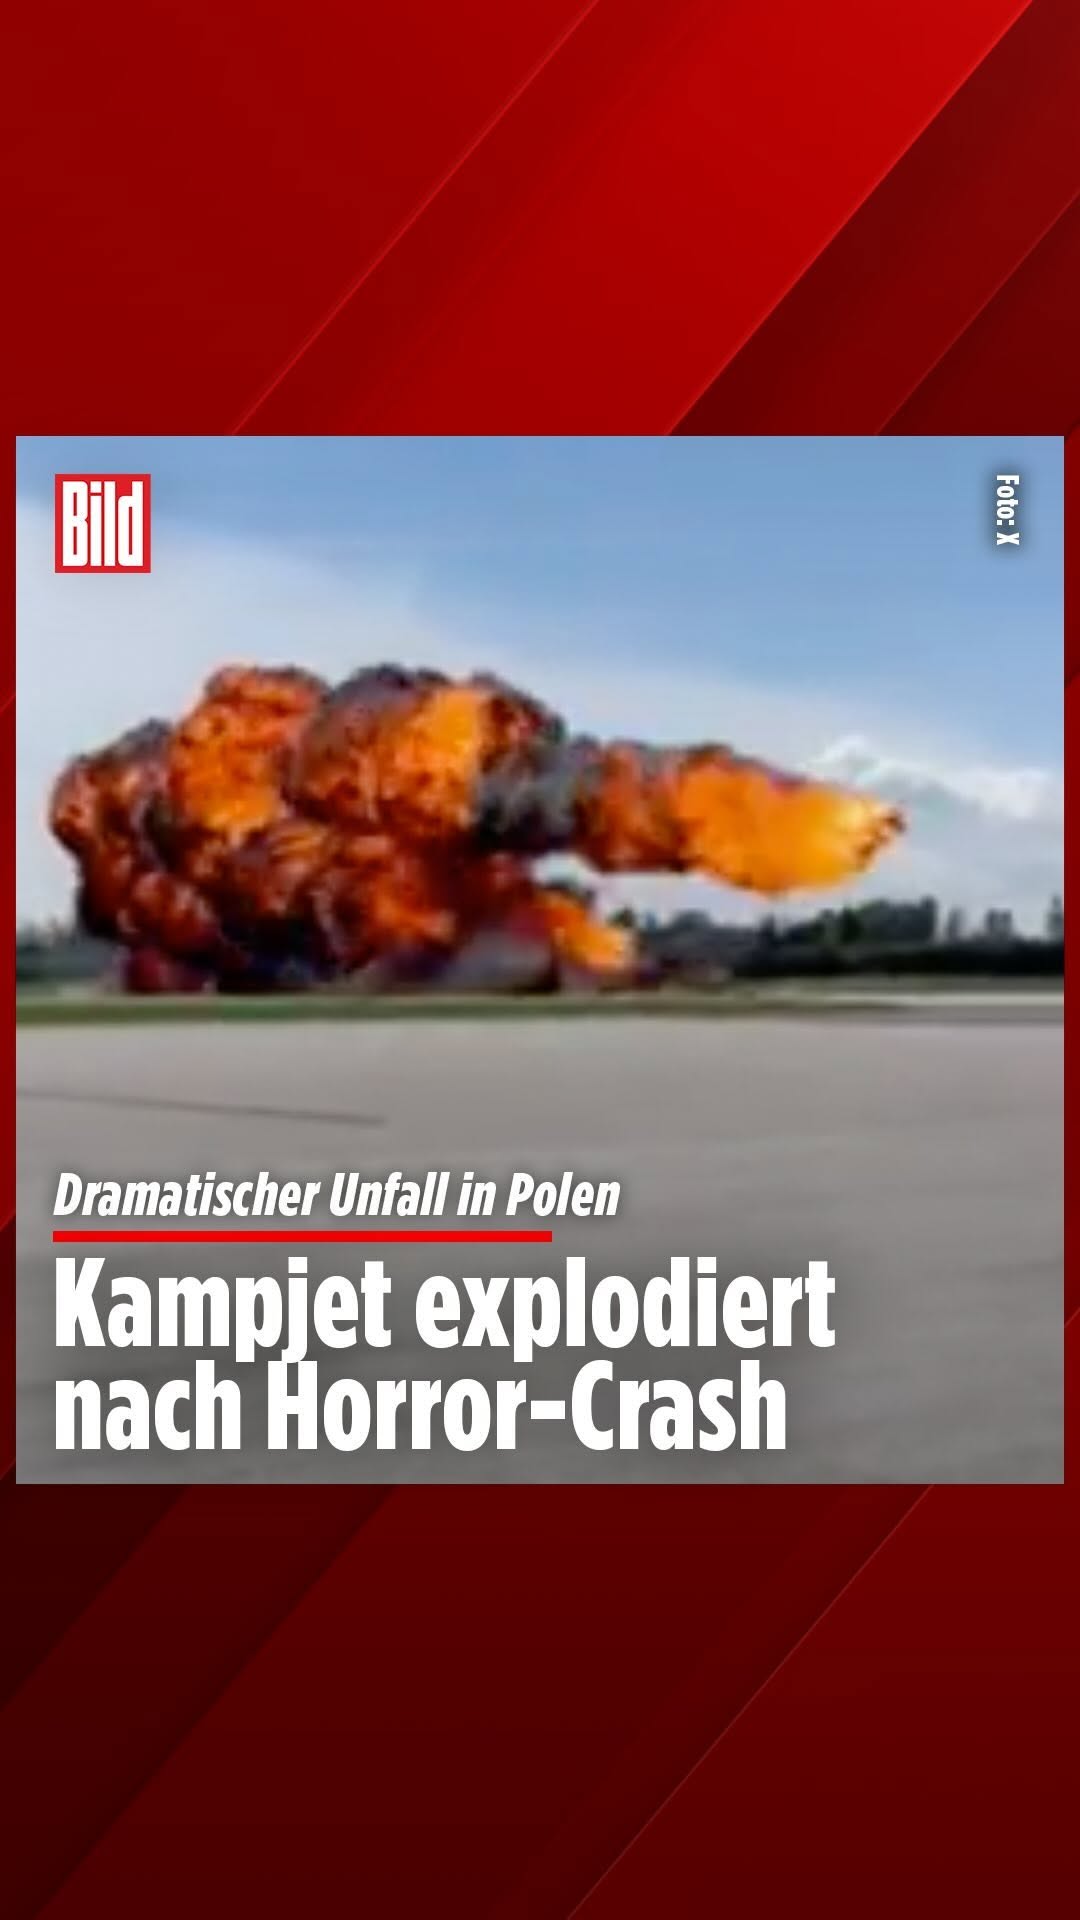 Bild
Foto: X
Dramatischer Unfall in Polen
Kampjet explodiert
nach Horror-Crash